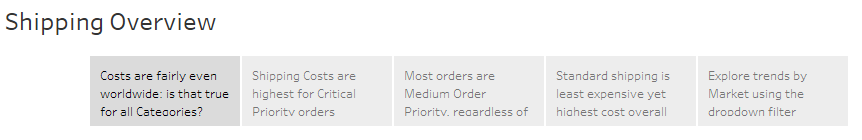 Shipping Overview
Costs are fairly even
worldwide: is that true
for all Categories?
Shipping Costs are
highest for Critical
Priority orders
Most orders are
Medium Order
Priority, regardless of
Standard shipping is
least expensive yet
highest cost overall
Explore trends by
Market using the
dropdown filter